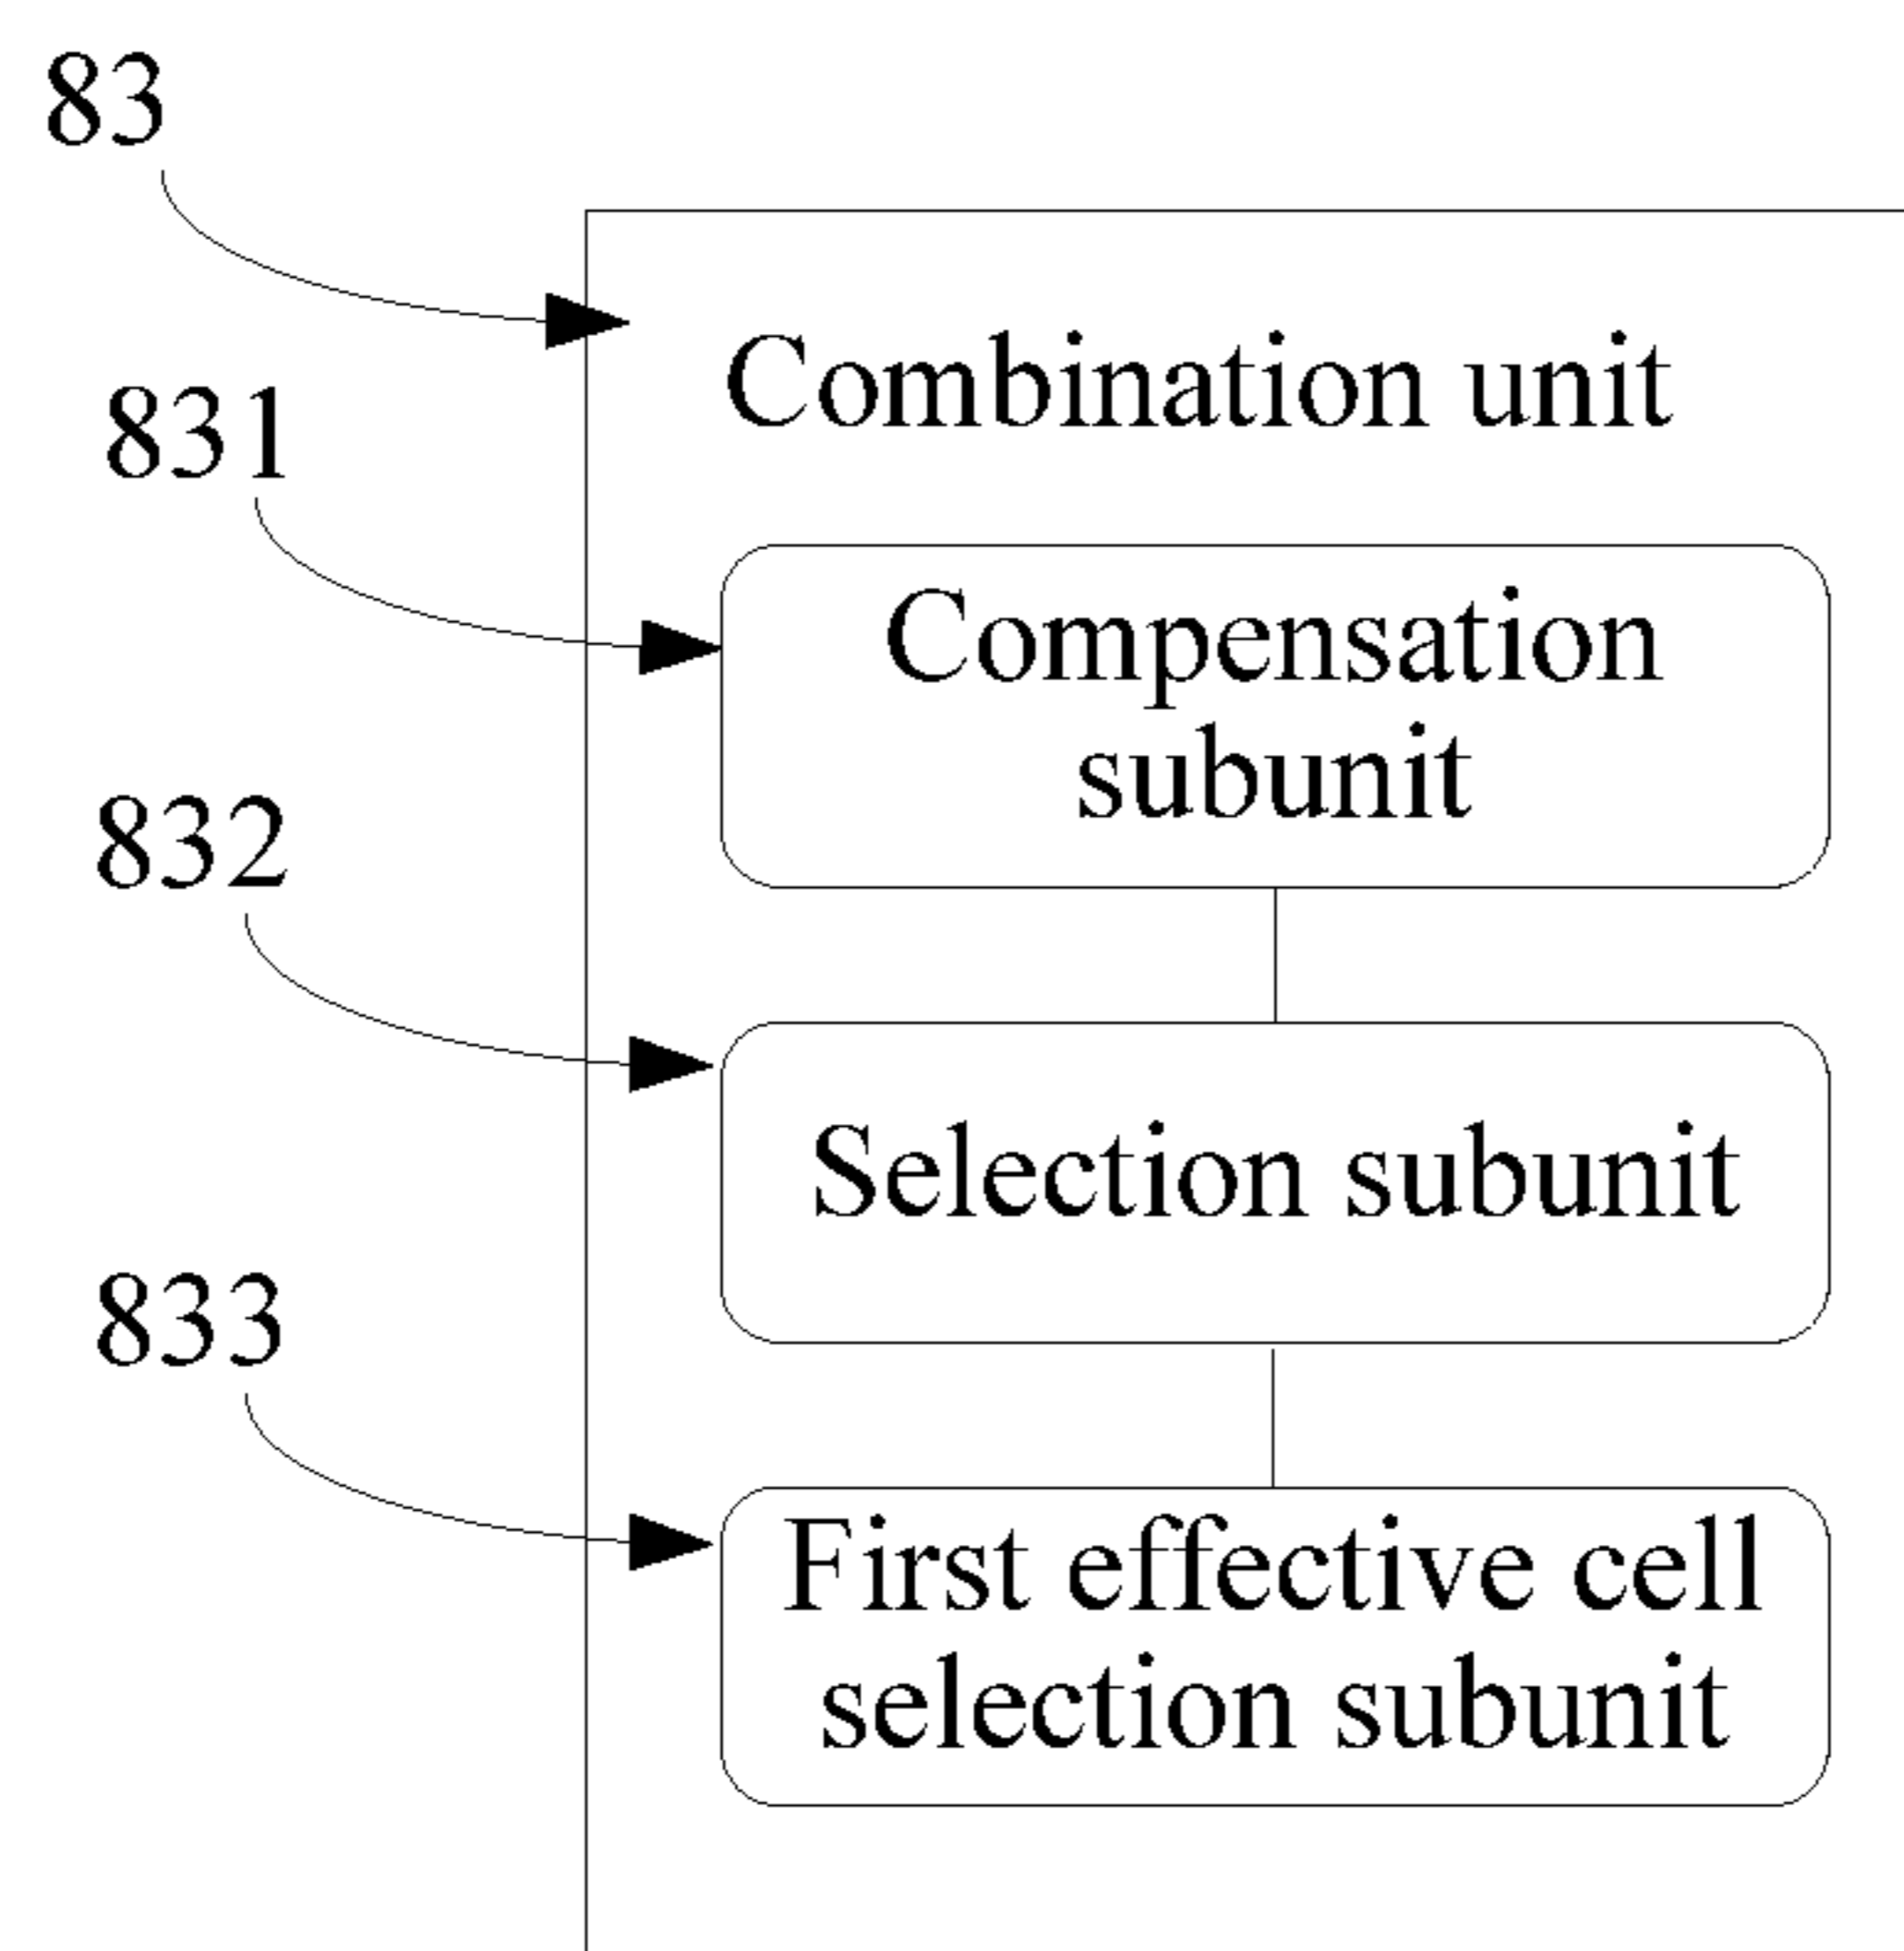 83
Combination unit
831
Compensation
subunit
832
Selection subunit
833
First effective cell
selection subunit